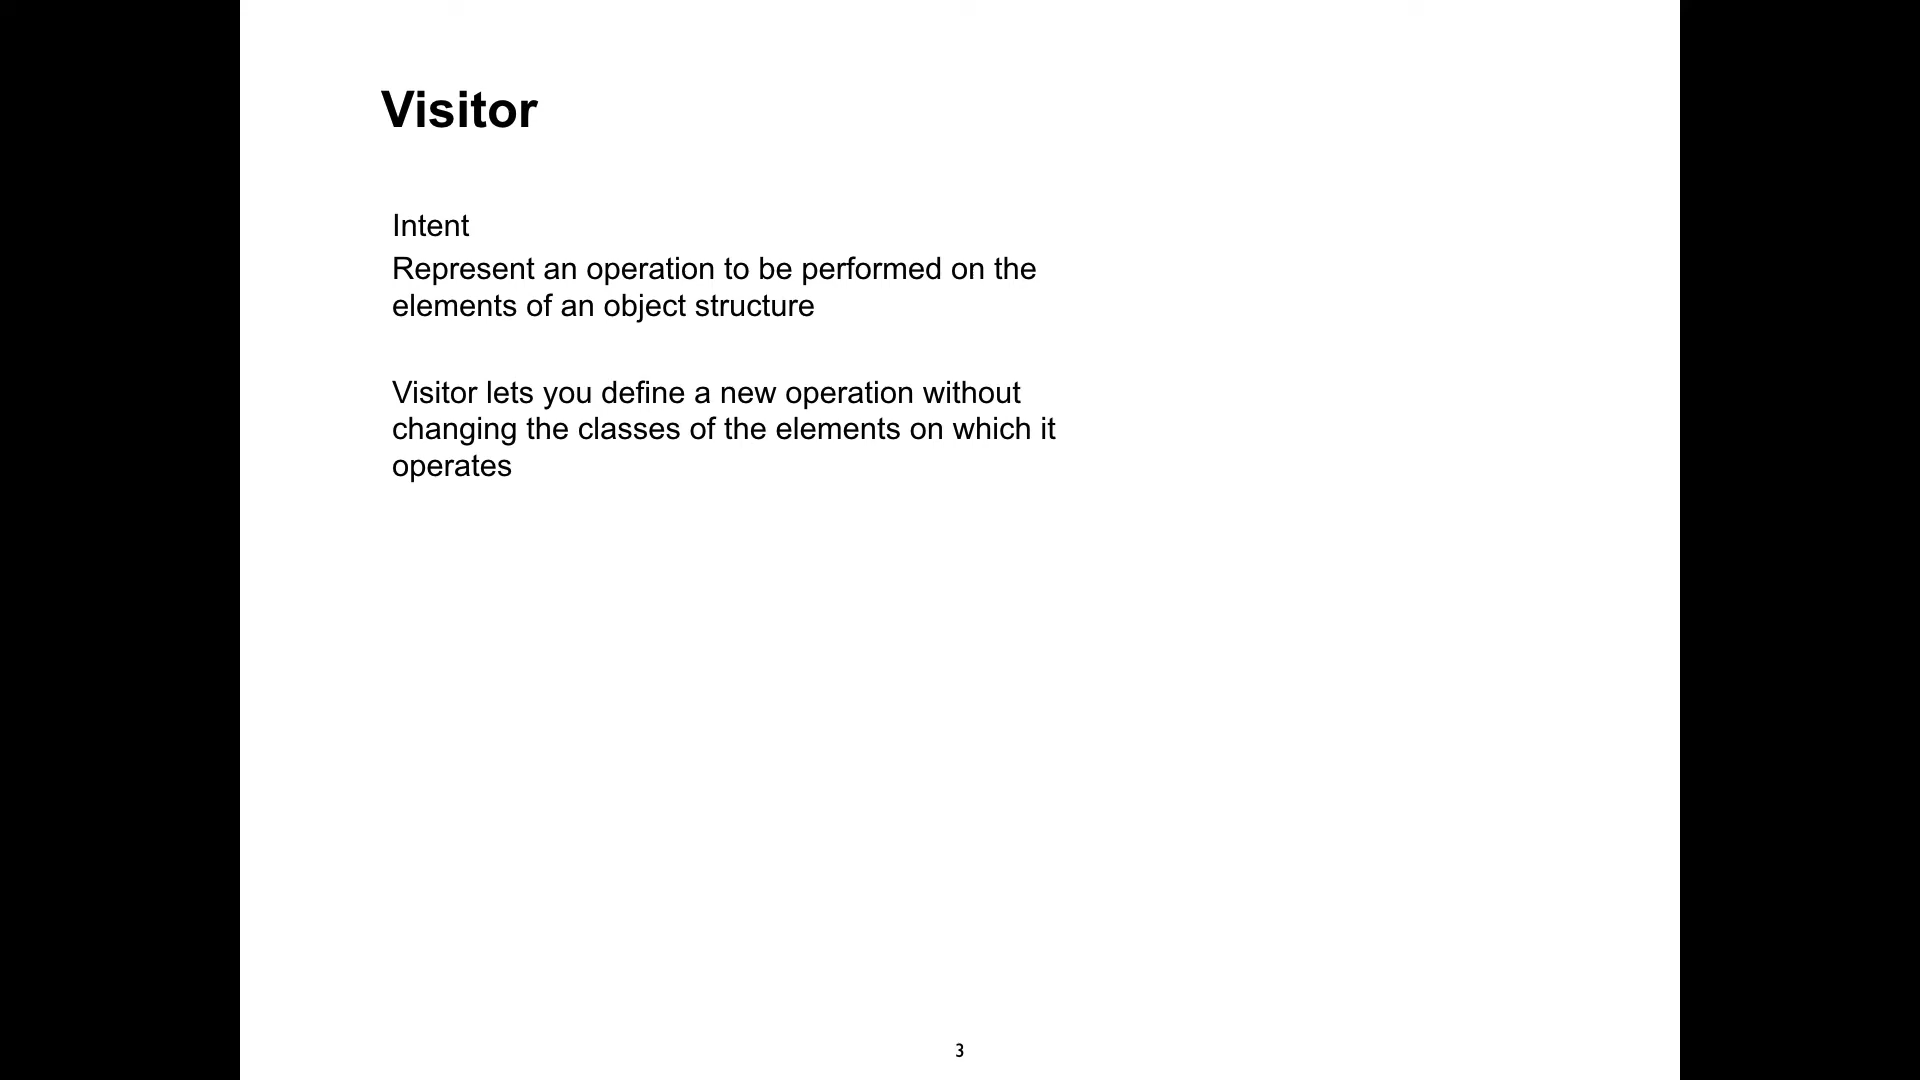 Visitor
Intent
Represent an operation to be performed on the
elements of an object structure
Visitor lets you define a new operation without
changing the classes of the elements on which it
operates
3